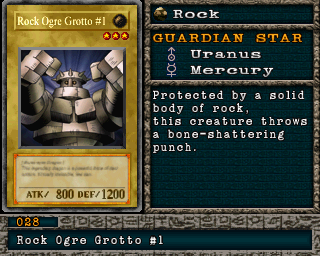 Rock Ogre Grotto #1
ATK/ 800 DEF/1200
Rock
GUARDIAN STAR
Uranus
Mercury
Protected by a solid
body of rock,
this creature throws
a bone-shattering
punch.
028
Rock Ogre Grotto #1